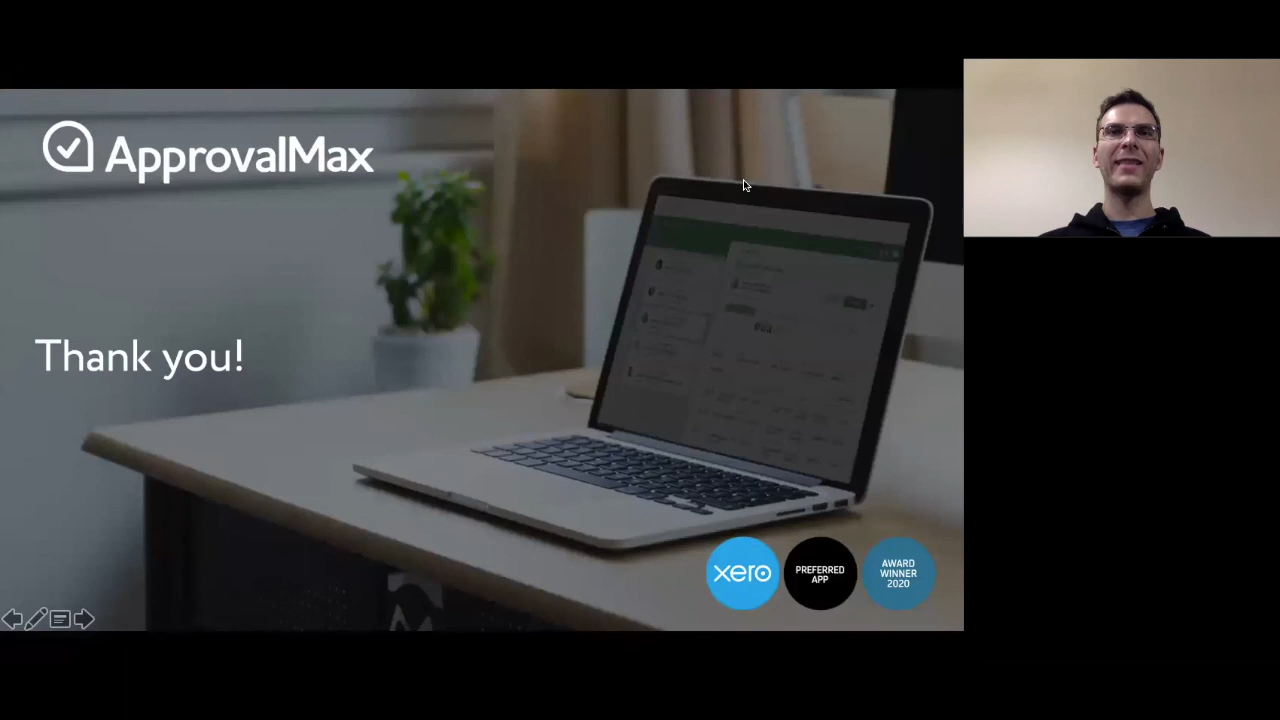 ApprovalMax
Thank you!
xero
PREFERRED
APP
AWARD
WINNER
2020